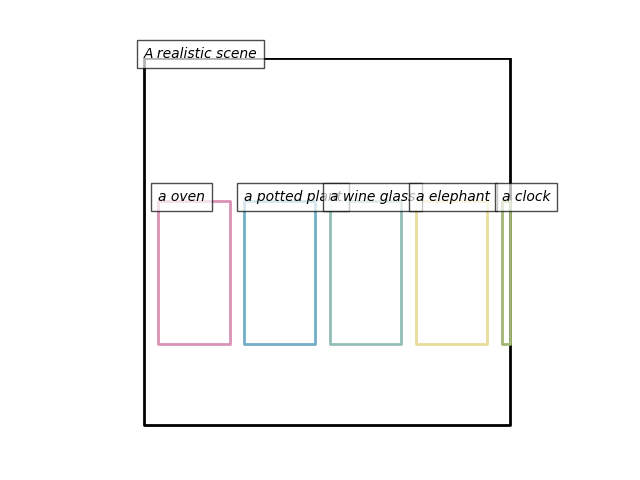 A realistic scene
a oven
a potted plant
a wine glass
a elephant
a clock